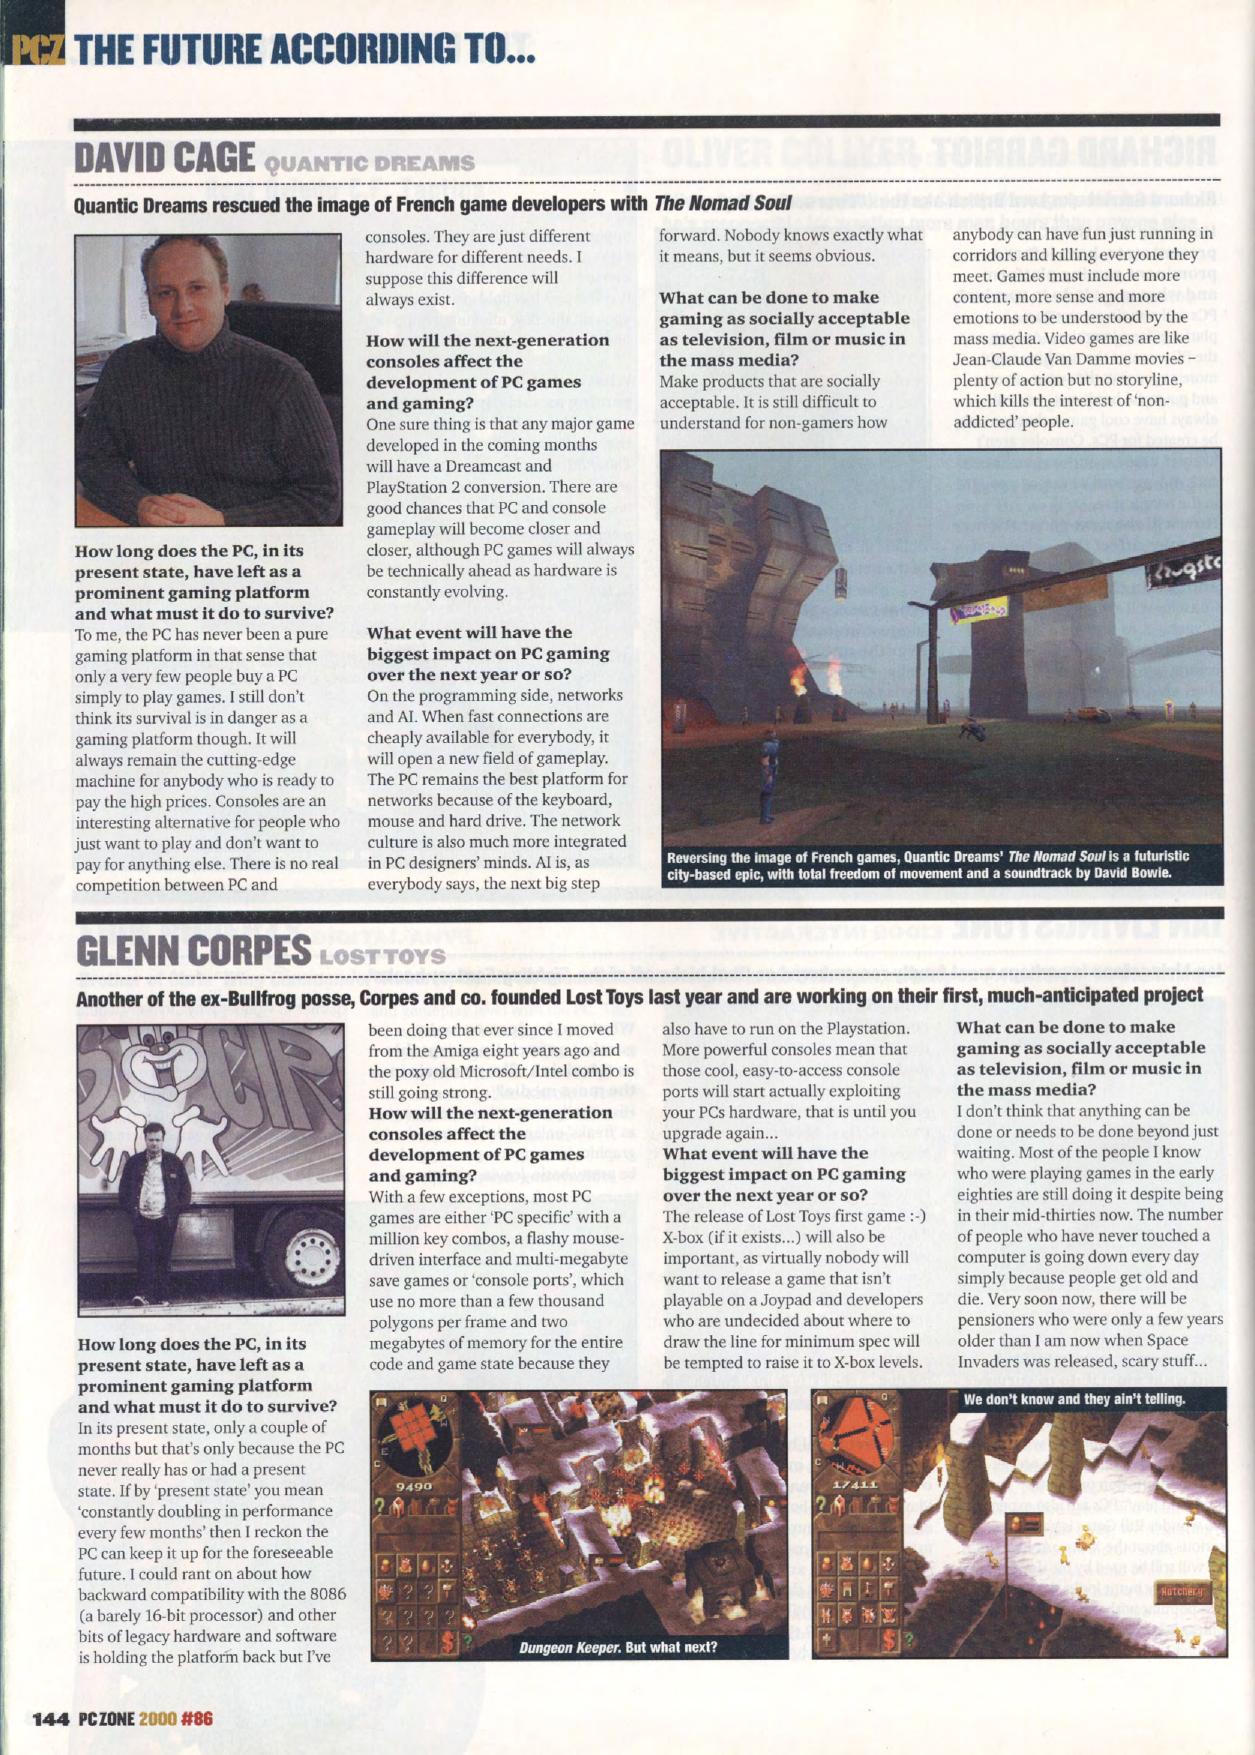 PCZ THE FUTURE ACCORDING TO...
DAVID CAGE QUANTIC DREAMS
Quantic Dreams rescued the image of French game developers with The Nomad Soul
How long does the PC, in its
present state, have left as a
prominent gaming platform
and what must it do to survive?
To me, the PC has never been a pure
gaming platform in that sense that
only a very few people buy a PC
simply to play games. I still don't
think its survival is in danger as a
gaming platform though. It will
always remain the cutting-edge
machine for anybody who is ready to
pay the high prices. Consoles are an
interesting alternative for people who
just want to play and don't want to
pay for anything else. There is no real
competition between PC and
consoles. They are just different
hardware for different needs. I
suppose this difference will
always exist.
How will the next-generation
consoles affect the
development of PC games
and gaming?
One sure thing is that any major game
developed in the coming months
will have a Dreamcast and
PlayStation 2 conversion. There are
good chances that PC and console
gameplay will become closer and
closer, although PC games will always
be technically ahead as hardware is
constantly evolving.
What event will have the
biggest impact on PC gaming
over the next year or so?
On the programming side, networks
and AI. When fast connections are
cheaply available for everybody, it
will open a new field of gameplay.
The PC remains the best platform for
networks because of the keyboard,
mouse and hard drive. The network
culture is also much more integrated
in PC designers' minds. AI is, as
everybody says, the next big step
forward. Nobody knows exactly what
it means, but it seems obvious.
What can be done to make
gaming as socially acceptable
as television, film or music in
the mass media?
Make products that are socially
acceptable. It is still difficult to
understand for non-gamers how
anybody can have fun just running in
corridors and killing everyone they
meet. Games must include more
content, more sense and more
emotions to be understood by the
mass media. Video games are like
Jean-Claude Van Damme movies –
plenty of action but no storyline,
which kills the interest of 'non-
addicted' people.
Reversing the image of French games, Quantic Dreams' The Nomad Soul is a futuristic
city-based epic, with total freedom of movement and a soundtrack by David Bowie.
GLENN CORPES LOST TOYS
Another of the ex-Bullfrog posse, Corpes and co. founded Lost Toys last year and are working on their first, much-anticipated project
How long does the PC, in its
present state, have left as a
prominent gaming platform
and what must it do to survive?
In its present state, only a couple of
months but that's only because the PC
never really has or had a present
state. If by 'present state' you mean
'constantly doubling in performance
every few months' then I reckon the
PC can keep it up for the foreseeable
future. I could rant on about how
backward compatibility with the 8086
(a barely 16-bit processor) and other
bits of legacy hardware and software
is holding the platform back but I've
been doing that ever since I moved
from the Amiga eight years ago and
the poxy old Microsoft/Intel combo is
still going strong.
How will the next-generation
consoles affect the
development of PC games
and gaming?
With a few exceptions, most PC
games are either 'PC specific' with a
million key combos, a flashy mouse-
driven interface and multi-megabyte
save games or 'console ports', which
use no more than a few thousand
polygons per frame and two
megabytes of memory for the entire
code and game state because they
also have to run on the Playstation.
More powerful consoles mean that
those cool, easy-to-access console
ports will start actually exploiting
your PCs hardware, that is until you
upgrade again...
What event will have the
biggest impact on PC gaming
over the next year or so?
The release of Lost Toys first game :-)
X-box (if it exists...) will also be
important, as virtually nobody will
want to release a game that isn't
playable on a Joypad and developers
who are undecided about where to
draw the line for minimum spec will
be tempted to raise it to X-box levels.
What can be done to make
gaming as socially acceptable
as television, film or music in
the mass media?
I don't think that anything can be
done or needs to be done beyond just
waiting. Most of the people I know
who were playing games in the early
eighties are still doing it despite being
in their mid-thirties now. The number
of people who have never touched a
computer is going down every day
simply because people get old and
die. Very soon now, there will be
pensioners who were only a few years
older than I am now when Space
Invaders was released, scary stuff...
9490
Dungeon Keeper. But what next?
17411
We don't know and they ain't telling.
Hatchery
144 PCZONE 2000 #86